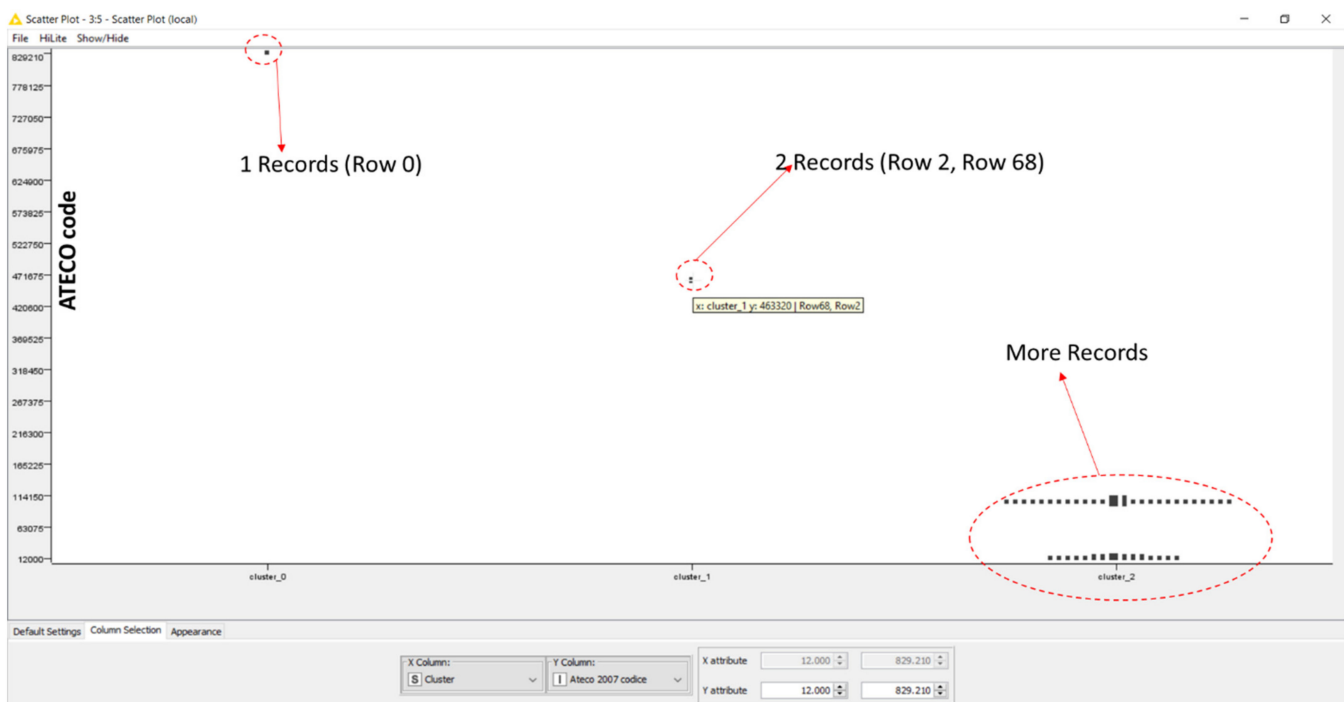 Scatter Plot - 3:5 - Scatter Plot (local)
File HiLite Show/Hide
829210
778125
727050
675975
624900
573825
522750
471675
420600
369525
318450
267375
216300
165225
114150
63075
12000
ATECO code
1 Records (Row 0)
2 Records (Row 2, Row 68)
x: cluster_1 y: 463320 | Row68, Row2
More Records
cluster_0 cluster_1 cluster_2
Default Settings Column Selection Appearance
X Column: Y Column:
S Cluster I Ateco 2007 codice
X attribute 12.000 829.210
Y attribute 12.000 829.210